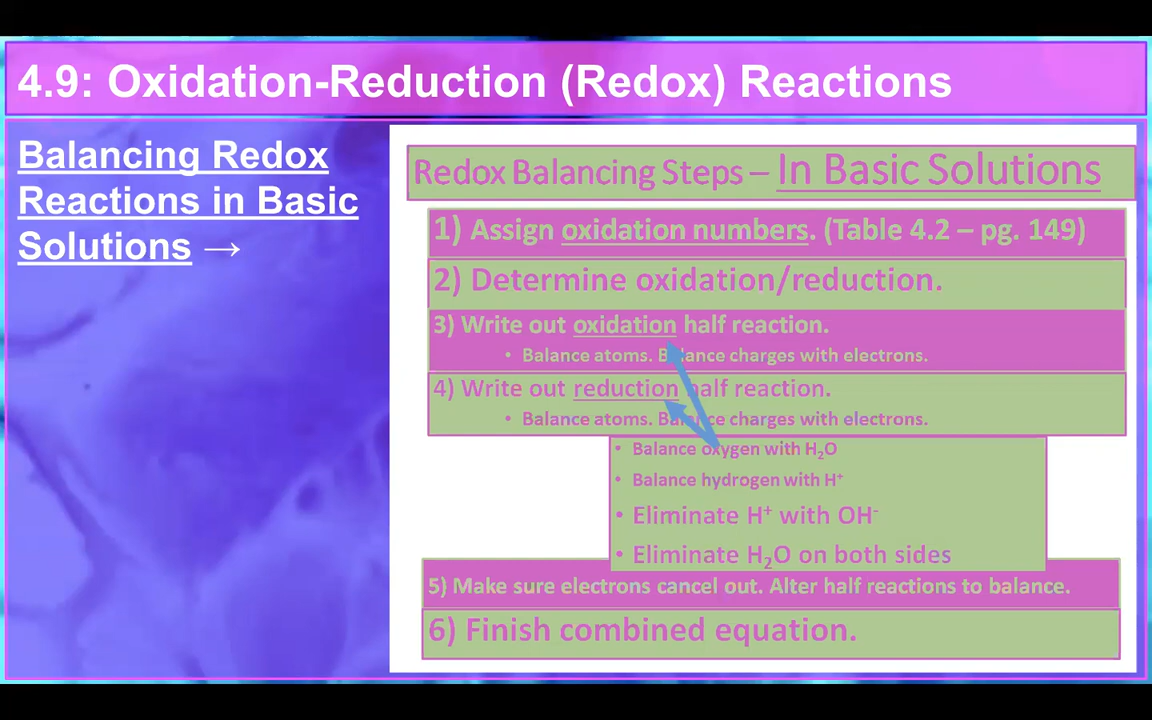 4.9: Oxidation-Reduction (Redox) Reactions
Balancing Redox
Reactions in Basic
Solutions →
Redox Balancing Steps – In Basic Solutions
1) Assign oxidation numbers. (Table 4.2 – pg. 149)
2) Determine oxidation/reduction.
3) Write out oxidation half reaction.
• Balance atoms. Balance charges with electrons.
4) Write out reduction half reaction.
• Balance atoms. Balance charges with electrons.
• Balance oxygen with H₂O
• Balance hydrogen with H⁺
• Eliminate H⁺ with OH⁻
• Eliminate H₂O on both sides
5) Make sure electrons cancel out. Alter half reactions to balance.
6) Finish combined equation.